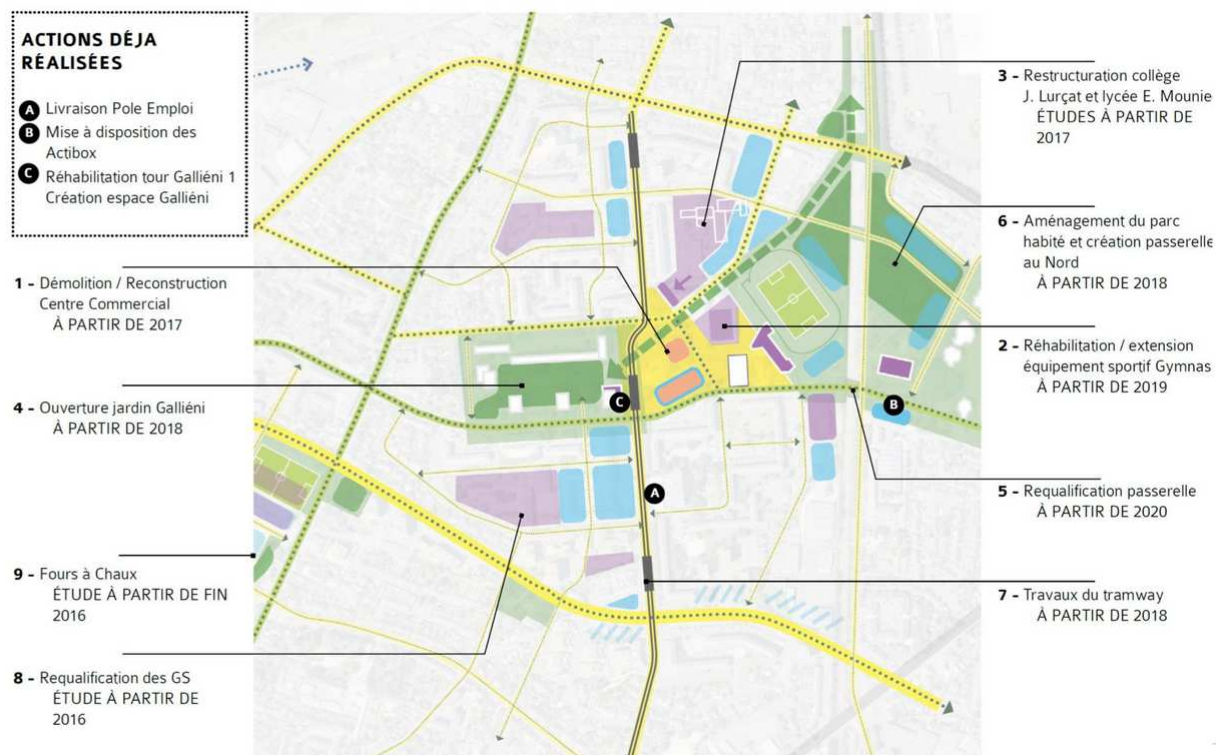 ACTIONS DÉJA
RÉALISÉES
A Livraison Pole Emploi
B Mise à disposition des
Actibox
C Réhabilitation tour Galliéni 1
Création espace Galliéni
1 - Démolition / Reconstruction
Centre Commercial
À PARTIR DE 2017
4 - Ouverture jardin Galliéni
À PARTIR DE 2018
9 - Fours à Chaux
ÉTUDE À PARTIR DE FIN
2016
8 - Requalification des GS
ÉTUDE À PARTIR DE
2016
3 - Restructuration collège
J. Lurçat et lycée E. Mounie
ÉTUDES À PARTIR DE
2017
6 - Aménagement du parc
habité et création passerelle
au Nord
À PARTIR DE 2018
2 - Réhabilitation / extension
équipement sportif Gymnas
À PARTIR DE 2019
5 - Requalification passerelle
À PARTIR DE 2020
7 - Travaux du tramway
À PARTIR DE 2018
C
B
A